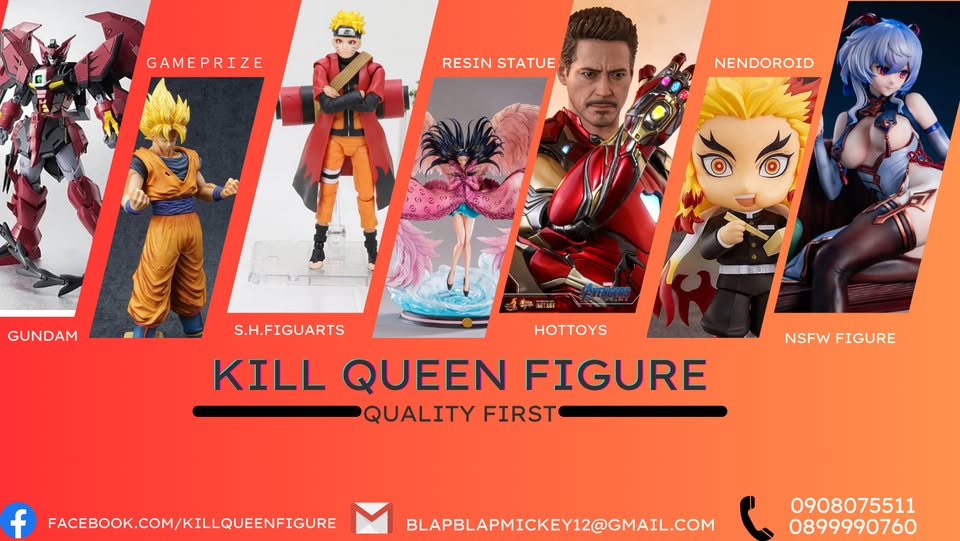 GAMEPRIZE
RESIN STATUE
NENDOROID
AVENGERS
GUNDAM
S.H.FIGUARTS
HOTTOYS
NSFW FIGURE
KILL QUEEN FIGURE
QUALITY FIRST
FACEBOOK.COM/KILLQUEENFIGURE
BLAPBLAPMICKEY12@GMAIL.COM
0908075511
0899990760